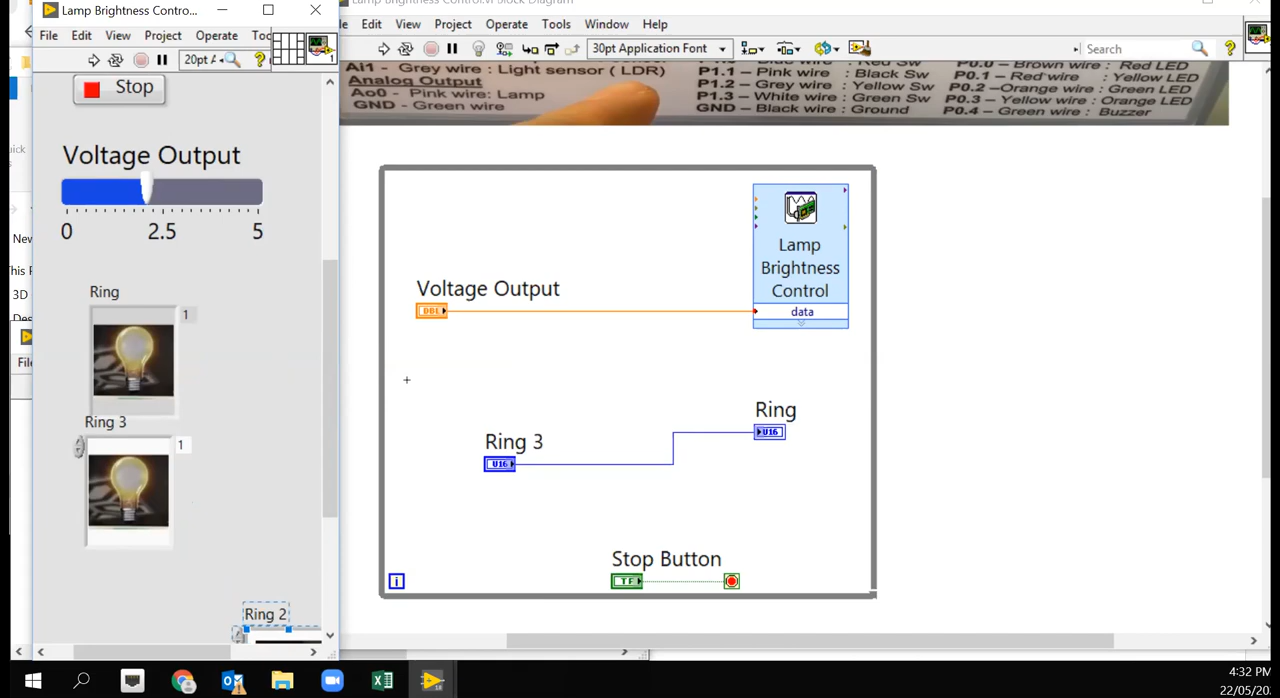 Lamp Brightness Contro...
File Edit View Project Operate
20pt
Stop
Voltage Output
0 2.5 5
Ring
1
Ring 3
1
Ring 2
Edit View Project Operate Tools Window Help
30pt Application Font
Search
Ai1 - Grey wire : Light sensor ( LDR)
Analog Output
Ao0 - Pink wire: Lamp
GND - Green wire
P1.1 – Pink wire : Black Sw
P1.2 – Grey wire : Yellow Sw
P1.3 – White wire : Green Sw
GND – Black wire : Ground
P0.0 – Brown wire : Red LED
P0.1 – Red wire : Yellow LED
P0.2 –Orange wire : Green LED
P0.3 – Yellow wire : Orange LED
P0.4 – Green wire : Buzzer
Lamp
Brightness
Control
data
Voltage Output
DBL
Ring
U16
Ring 3
U16
Stop Button
TF
i
4:32 PM
22/05/20